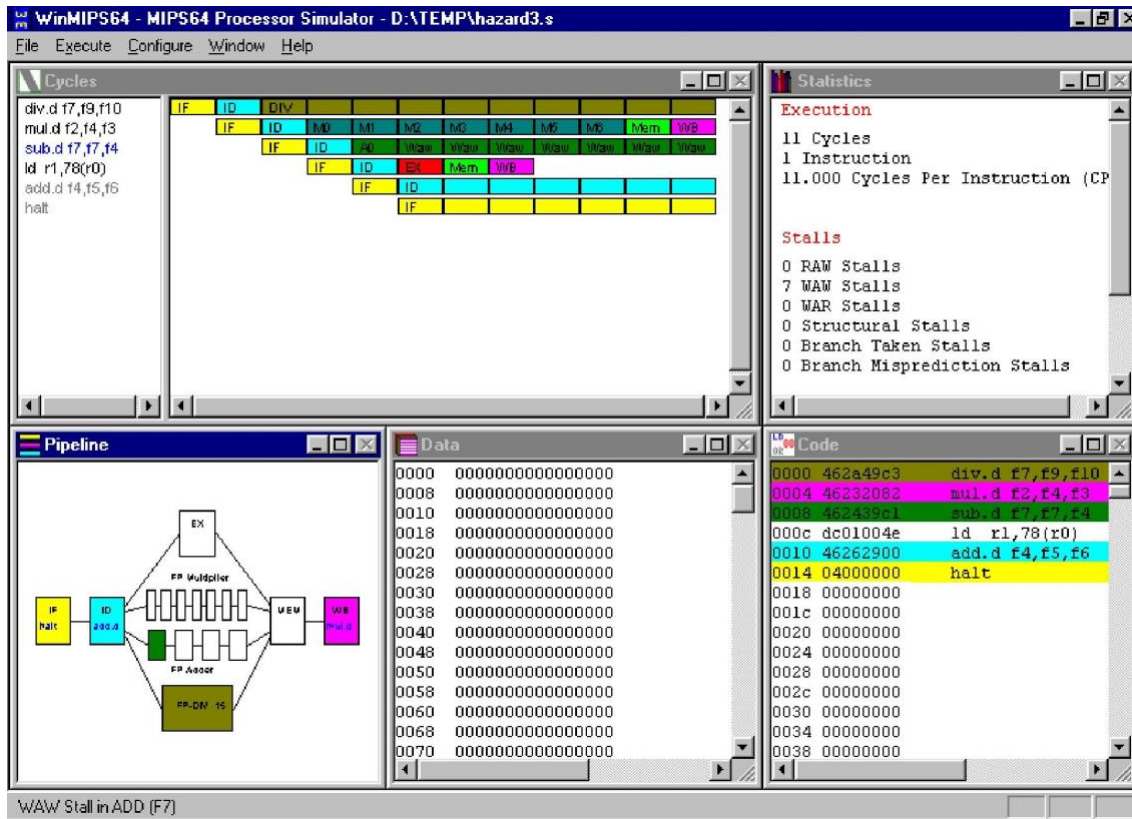 WinMIPS64 - MIPS64 Processor Simulator - D:\TEMP\hazard3.s
File Execute Configure Window Help
Cycles
div.d f7,f9,f10 IF ID DIV
mul.d f2,f4,f3 IF ID M0 M1 M2 M3 M4 M5 M6 Mem WB
sub.d f7,f7,f4 IF ID A0 Waw Waw Waw Waw Waw Waw Waw
ld r1,78(r0) IF ID EX Mem WB
add.d f4,f5,f6 IF ID
halt IF
Statistics
Execution
11 Cycles
1 Instruction
11.000 Cycles Per Instruction (CP
Stalls
0 RAW Stalls
7 WAW Stalls
0 WAR Stalls
0 Structural Stalls
0 Branch Taken Stalls
0 Branch Misprediction Stalls
Pipeline
EX
FP Multiplier
IF
halt
ID
add.d
MEM
WB
mul.d
FP Adder
FP-DIV 15
Data
0000 0000000000000000
0008 0000000000000000
0010 0000000000000000
0018 0000000000000000
0020 0000000000000000
0028 0000000000000000
0030 0000000000000000
0038 0000000000000000
0040 0000000000000000
0048 0000000000000000
0050 0000000000000000
0058 0000000000000000
0060 0000000000000000
0068 0000000000000000
0070 0000000000000000
Code
0000 462a49c3 div.d f7,f9,f10
0004 46232082 mul.d f2,f4,f3
0008 462439c1 sub.d f7,f7,f4
000c dc01004e ld r1,78(r0)
0010 46262900 add.d f4,f5,f6
0014 04000000 halt
0018 00000000
001c 00000000
0020 00000000
0024 00000000
0028 00000000
002c 00000000
0030 00000000
0034 00000000
0038 00000000
WAW Stall in ADD (F7)